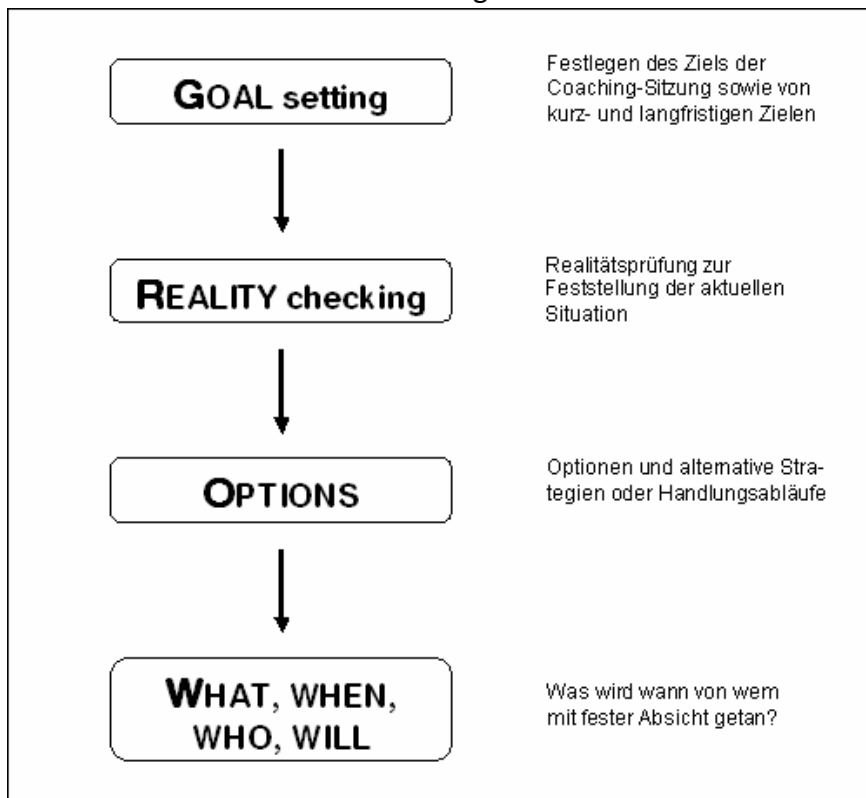 GOAL setting
Festlegen des Ziels der
Coaching-Sitzung sowie von
kurz- und langfristigen Zielen
REALITY checking
Realitätsprüfung zur
Feststellung der aktuellen
Situation
OPTIONS
Optionen und alternative Stra-
tegien oder Handlungsabläufe
WHAT, WHEN,
WHO, WILL
Was wird wann von wem
mit fester Absicht getan?